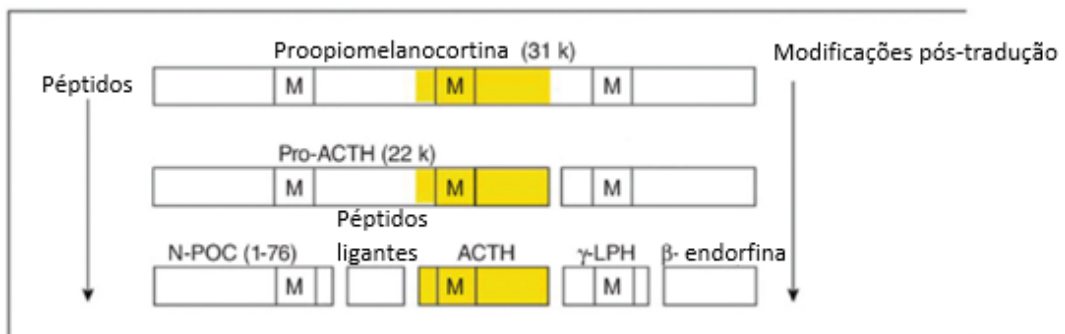 Proopiomelanocortina (31 k)
Modificações pós-tradução
Péptidos
M M M
Pro-ACTH (22 k)
M M M
Péptidos
ligantes
N-POC (1-76) ACTH γ-LPH β- endorfina
M M M